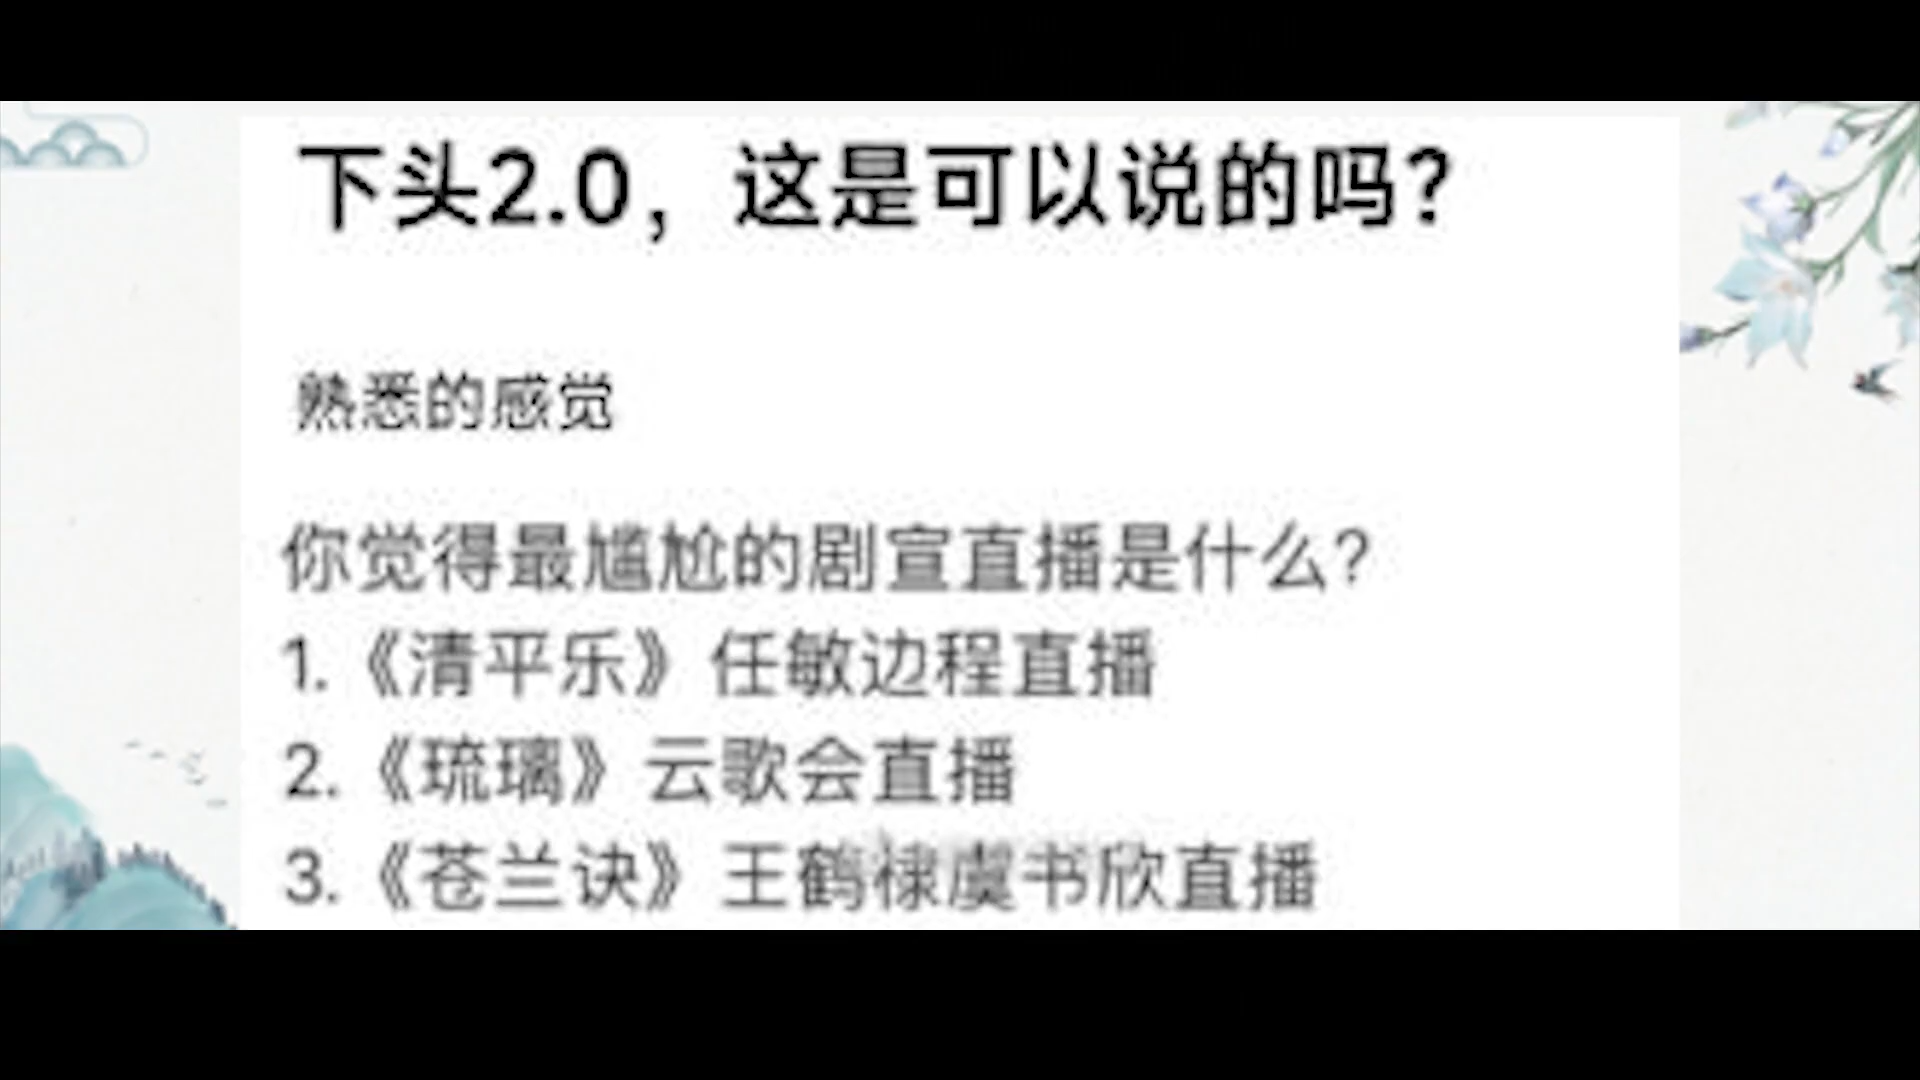 下头2.0，这是可以说的吗？
熟悉的感觉
你觉得最尴尬的剧宣直播是什么？
1.《清平乐》任敏边程直播
2.《琉璃》云歌会直播
3.《苍兰诀》王鹤棣虞书欣直播